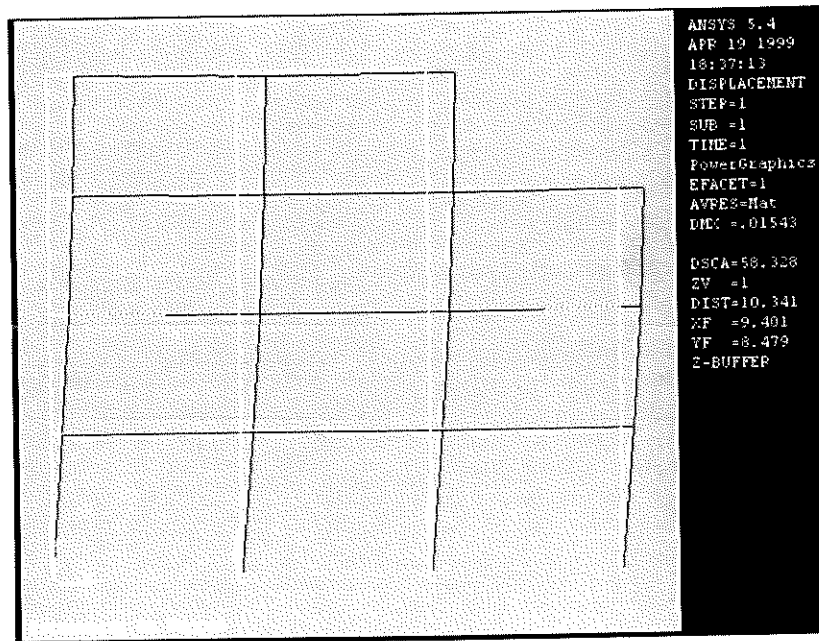 ANSYS 5.4
APR 19 1999
18:37:13
DISPLACEMENT
STEP=1
SUB =1
TIME=1
PowerGraphics
EFACET=1
AVRES=Mat
DMX =.01543
DSCA=58.328
ZV =1
DIST=10.341
XF =9.401
YF =8.479
Z-BUFFER